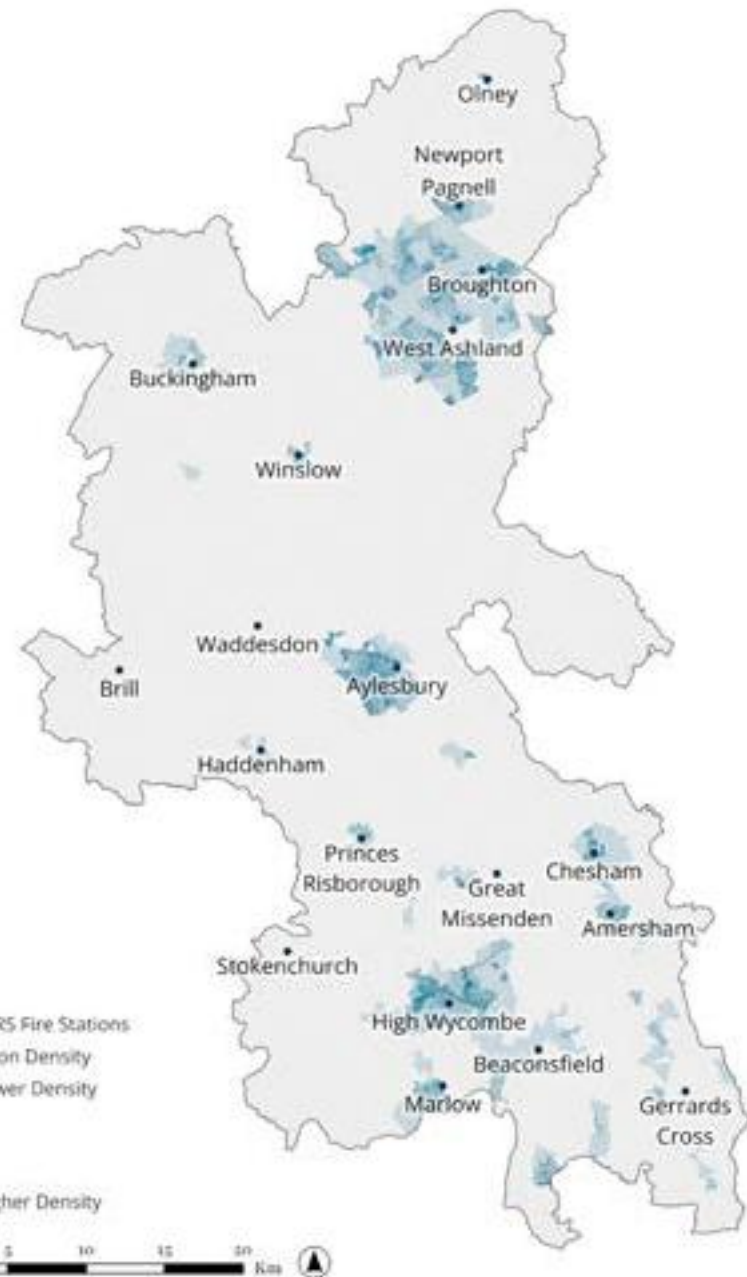 Olney
Newport
Pagnell
Broughton
West Ashland
Buckingham
Winslow
Waddesdon
Aylesbury
Brill
Haddenham
Princes
Risborough
Great
Missenden
Chesham
Amersham
Stokenchurch
High Wycombe
RS Fire Stations
on Density
wer Density
Beaconsfield
Marlow
Gerrards
Cross
her Density
5 10 15 20 Km